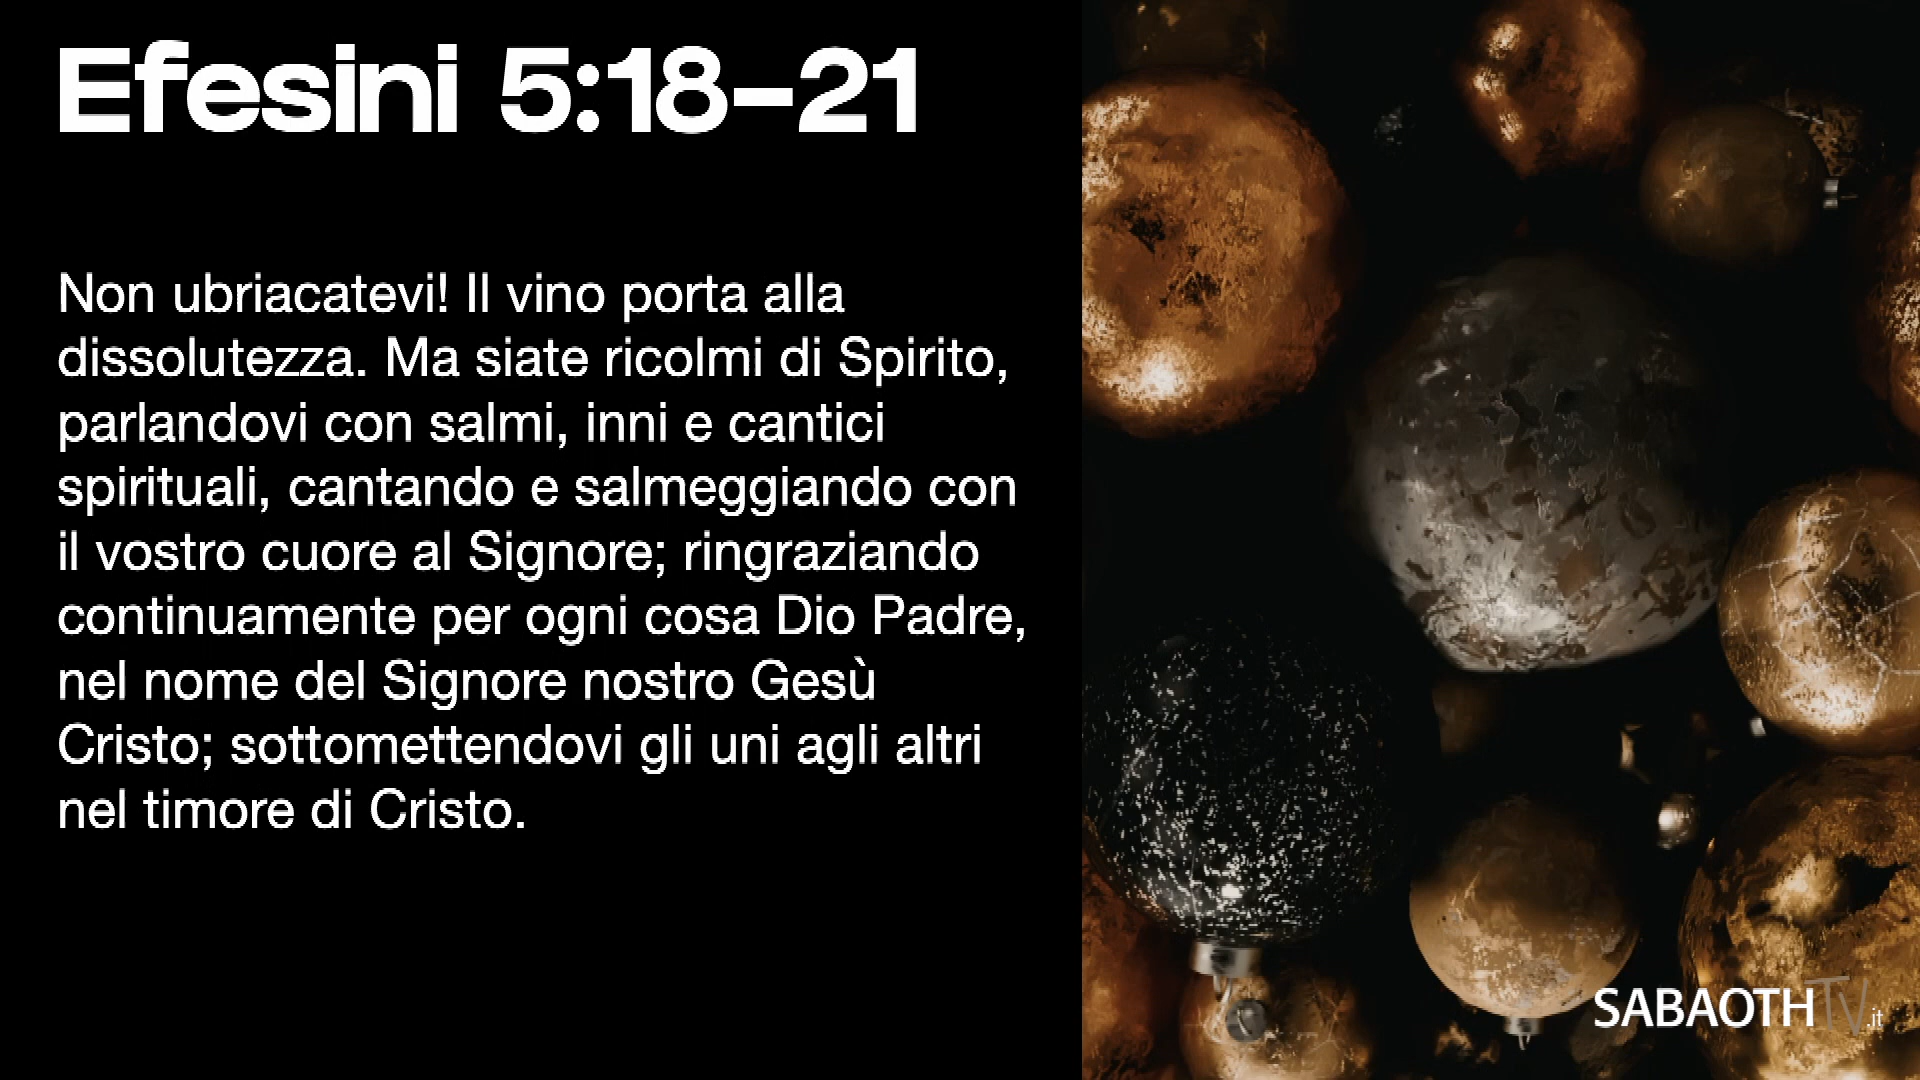 Efesini 5:18–21
Non ubriacatevi! Il vino porta alla
dissolutezza. Ma siate ricolmi di Spirito,
parlandovi con salmi, inni e cantici
spirituali, cantando e salmeggiando con
il vostro cuore al Signore; ringraziando
continuamente per ogni cosa Dio Padre,
nel nome del Signore nostro Gesù
Cristo; sottomettendovi gli uni agli altri
nel timore di Cristo.
SABAOTHTV.it